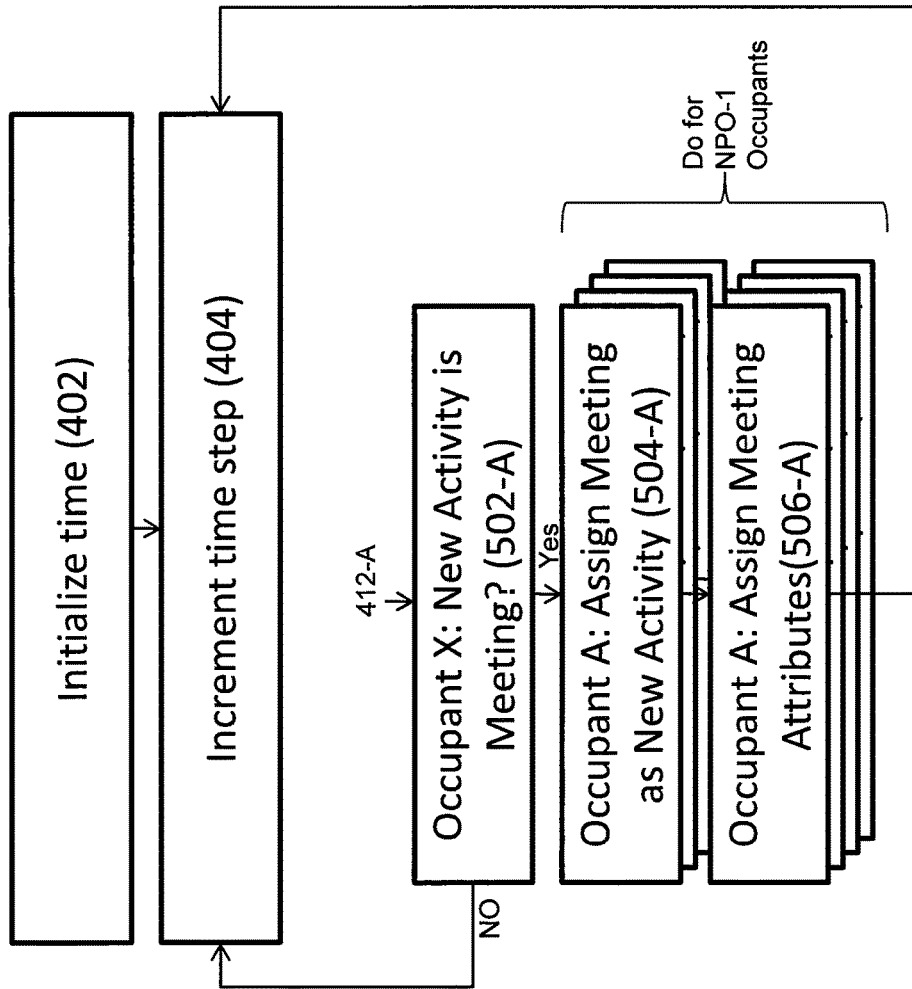 Initialize time (402)
Increment time step (404)
412-A
Occupant X: New Activity is
Meeting? (502-A)
NO
Yes
Occupant A: Assign Meeting
as New Activity (504-A)
Occupant A: Assign Meeting
Attributes(506-A)
Do for
NPO-1
Occupants